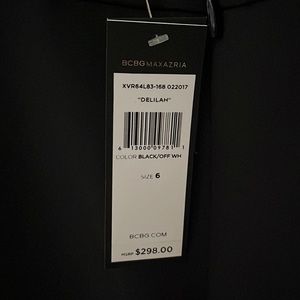 BCBGMAXAZRIA
XVR64L83-168 022017
"DELILAH"
6 13000 09781 1
COLOR BLACK/OFF WH
SIZE 6
BCBG.COM
MSRP $298.00